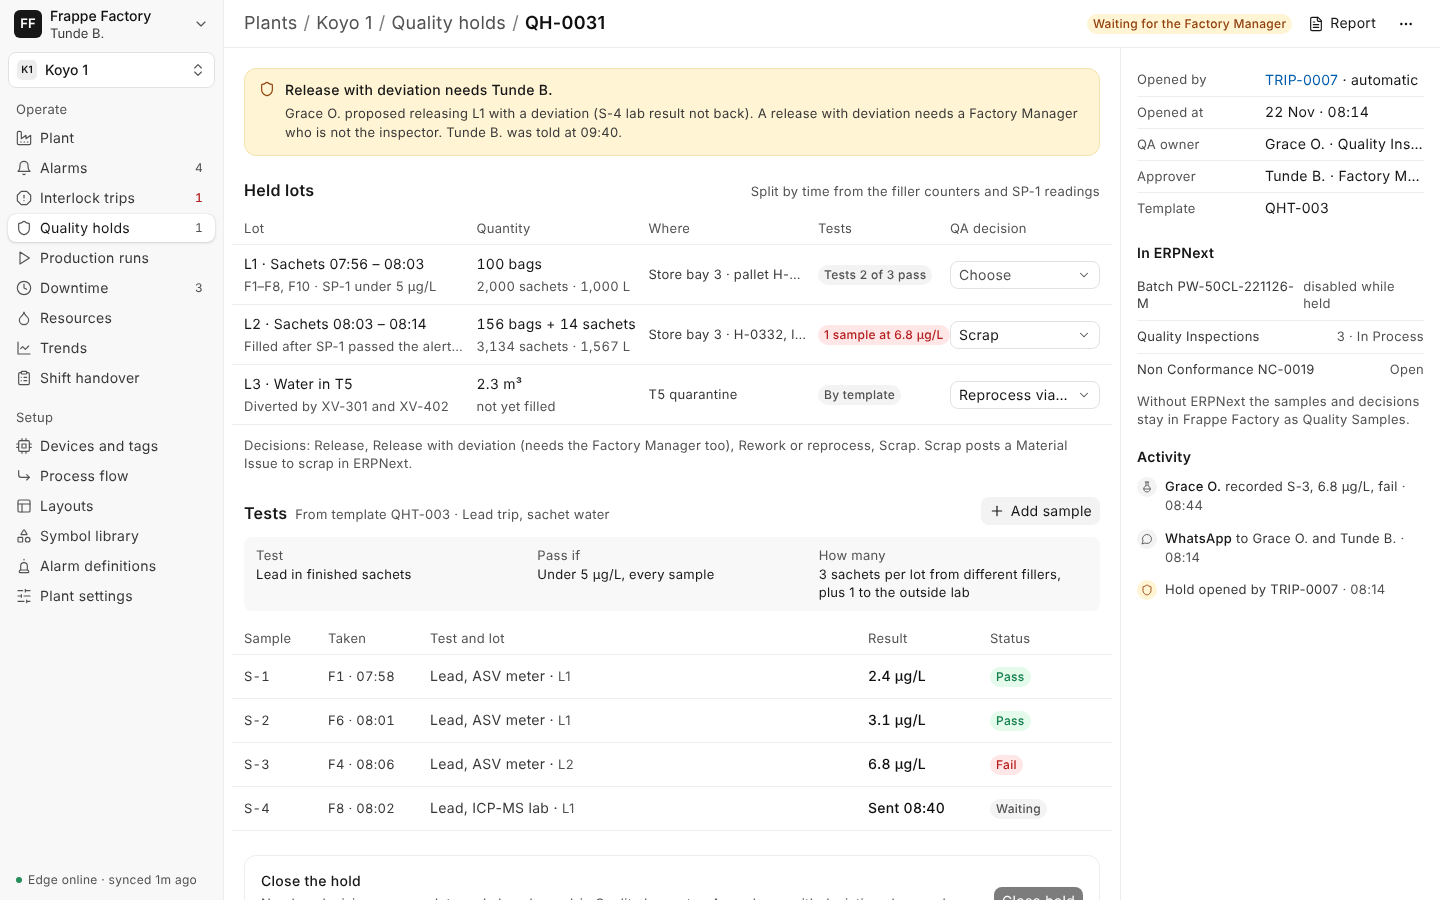 FF
Frappe Factory
Tunde B.
K1 Koyo 1
Operate
Plant
Alarms 4
Interlock trips 1
Quality holds 1
Production runs
Downtime 3
Resources
Trends
Shift handover
Setup
Devices and tags
Process flow
Layouts
Symbol library
Alarm definitions
Plant settings
Edge online · synced 1m ago
Plants / Koyo 1 / Quality holds / QH-0031
Waiting for the Factory Manager
Report
Release with deviation needs Tunde B.
Grace O. proposed releasing L1 with a deviation (S-4 lab result not back). A release with deviation needs a Factory Manager
who is not the inspector. Tunde B. was told at 09:40.
Held lots
Split by time from the filler counters and SP-1 readings
Lot Quantity Where Tests QA decision
L1 · Sachets 07:56 – 08:03 100 bags
Store bay 3 · pallet H-... Tests 2 of 3 pass Choose
F1–F8, F10 · SP-1 under 5 µg/L 2,000 sachets · 1,000 L
L2 · Sachets 08:03 – 08:14 156 bags + 14 sachets
Store bay 3 · H-0332, l... 1 sample at 6.8 µg/L Scrap
Filled after SP-1 passed the alert... 3,134 sachets · 1,567 L
L3 · Water in T5 2.3 m³
T5 quarantine By template Reprocess via...
Diverted by XV-301 and XV-402 not yet filled
Decisions: Release, Release with deviation (needs the Factory Manager too), Rework or reprocess, Scrap. Scrap posts a Material
Issue to scrap in ERPNext.
Tests From template QHT-003 · Lead trip, sachet water
Add sample
Test Pass if How many
Lead in finished sachets Under 5 µg/L, every sample 3 sachets per lot from different fillers,
plus 1 to the outside lab
Sample Taken Test and lot Result Status
S-1 F1 · 07:58 Lead, ASV meter · L1 2.4 µg/L Pass
S-2 F6 · 08:01 Lead, ASV meter · L1 3.1 µg/L Pass
S-3 F4 · 08:06 Lead, ASV meter · L2 6.8 µg/L Fail
S-4 F8 · 08:02 Lead, ICP-MS lab · L1 Sent 08:40 Waiting
Close the hold
Opened by TRIP-0007 · automatic
Opened at 22 Nov · 08:14
QA owner Grace O. · Quality Ins...
Approver Tunde B. · Factory M...
Template QHT-003
In ERPNext
Batch PW-50CL-221126- disabled while
M held
Quality Inspections 3 · In Process
Non Conformance NC-0019 Open
Without ERPNext the samples and decisions
stay in Frappe Factory as Quality Samples.
Activity
Grace O. recorded S-3, 6.8 µg/L, fail ·
08:44
WhatsApp to Grace O. and Tunde B. ·
08:14
Hold opened by TRIP-0007 · 08:14